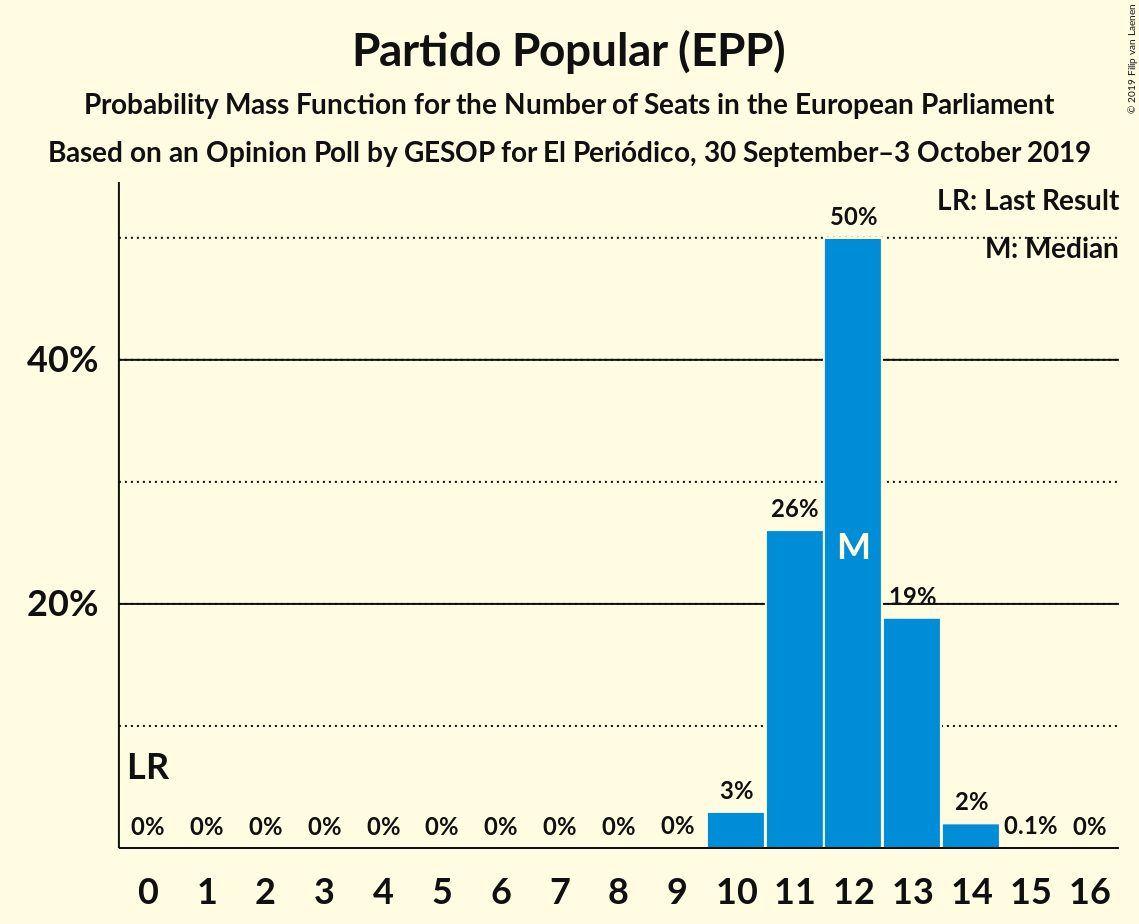 Partido Popular (EPP)
Probability Mass Function for the Number of Seats in the European Parliament
Based on an Opinion Poll by GESOP for El Periódico, 30 September–3 October 2019
© 2019 Filip van Laenen
LR: Last Result
M: Median
50%
40%
26%
M
20%
19%
LR
0% 0% 0% 0% 0% 0% 0% 0% 0% 0% 3% 2% 0.1% 0%
0 1 2 3 4 5 6 7 8 9 10 11 12 13 14 15 16